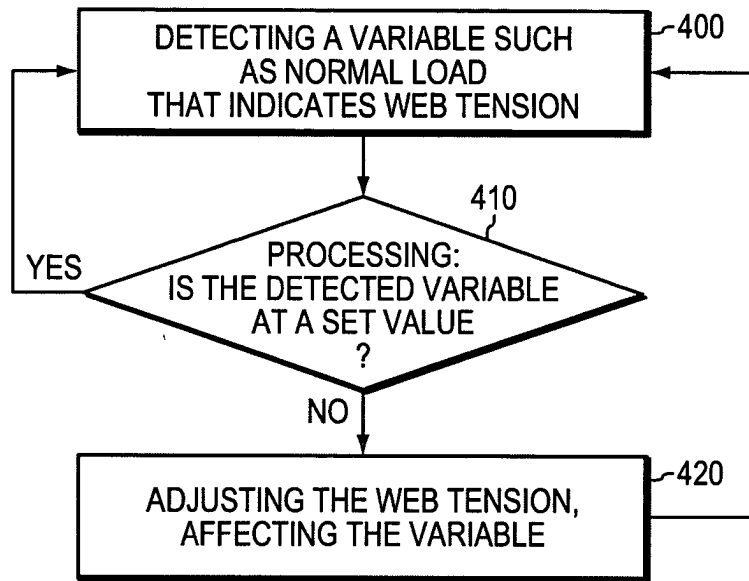 DETECTING A VARIABLE SUCH
AS NORMAL LOAD
THAT INDICATES WEB TENSION
400
410
PROCESSING:
IS THE DETECTED VARIABLE
AT A SET VALUE
?
YES
NO
ADJUSTING THE WEB TENSION,
AFFECTING THE VARIABLE
420